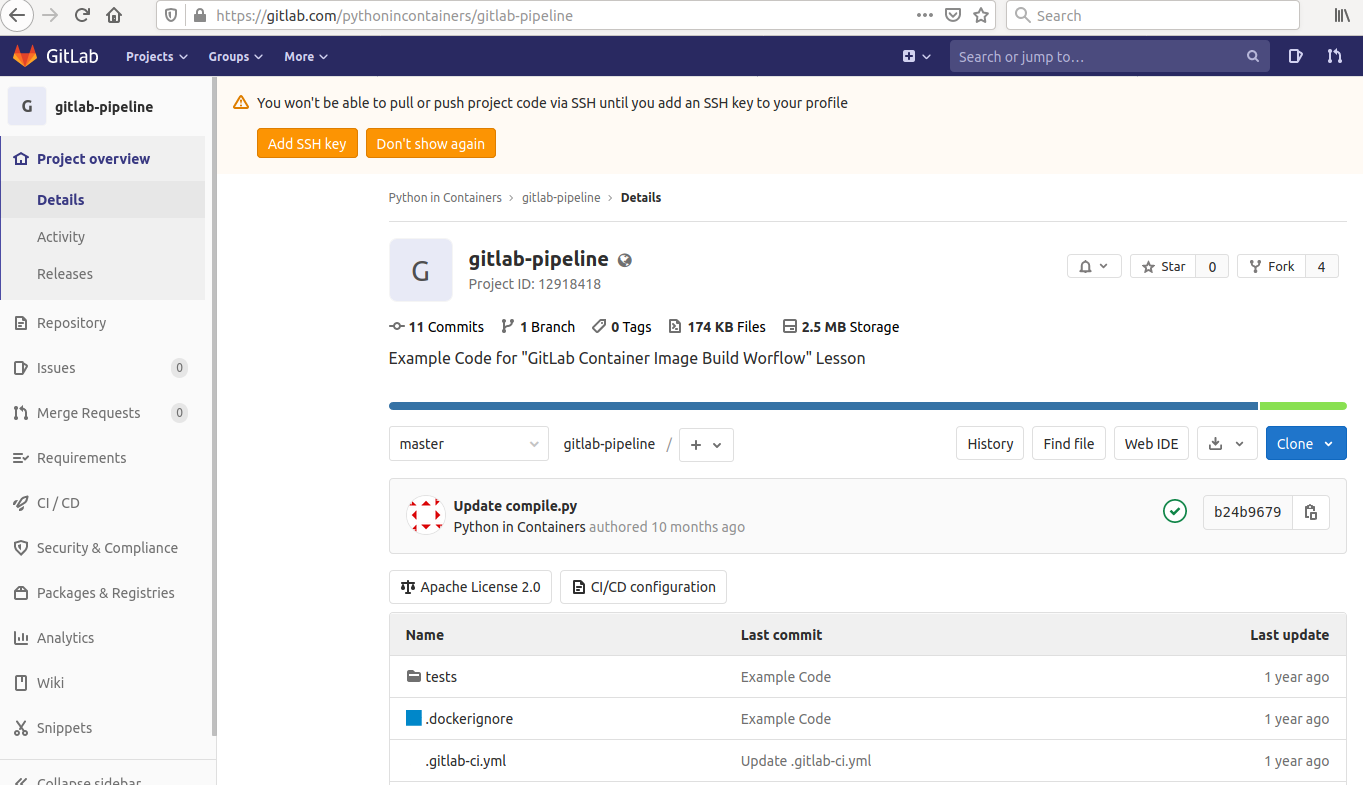 https://gitlab.com/pythonincontainers/gitlab-pipeline
Search
GitLab Projects Groups More Search or jump to…
G gitlab-pipeline
Project overview
Details
Activity
Releases
Repository
Issues 0
Merge Requests 0
Requirements
CI / CD
Security & Compliance
Packages & Registries
Analytics
Wiki
Snippets
Collapse sidebar
You won't be able to pull or push project code via SSH until you add an SSH key to your profile
Add SSH key Don't show again
Python in Containers › gitlab-pipeline › Details
G
gitlab-pipeline
Project ID: 12918418
Star 0 Fork 4
11 Commits 1 Branch 0 Tags 174 KB Files 2.5 MB Storage
Example Code for "GitLab Container Image Build Worflow" Lesson
master gitlab-pipeline / + History Find file Web IDE Clone
Update compile.py
Python in Containers authored 10 months ago
b24b9679
Apache License 2.0 CI/CD configuration
Name Last commit Last update
tests Example Code 1 year ago
.dockerignore Example Code 1 year ago
.gitlab-ci.yml Update .gitlab-ci.yml 1 year ago